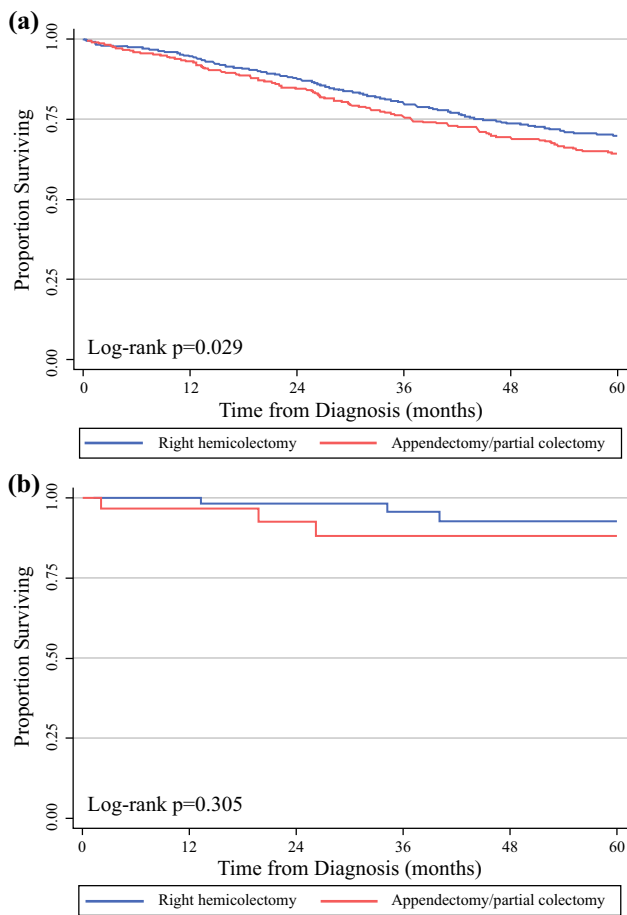 (a)
Proportion Surviving
1.00
0.75
0.50
0.25
0.00
Log-rank p=0.029
0 12 24 36 48 60
Time from Diagnosis (months)
Right hemicolectomy Appendectomy/partial colectomy
(b)
Proportion Surviving
1.00
0.75
0.50
0.25
0.00
Log-rank p=0.305
0 12 24 36 48 60
Time from Diagnosis (months)
Right hemicolectomy Appendectomy/partial colectomy